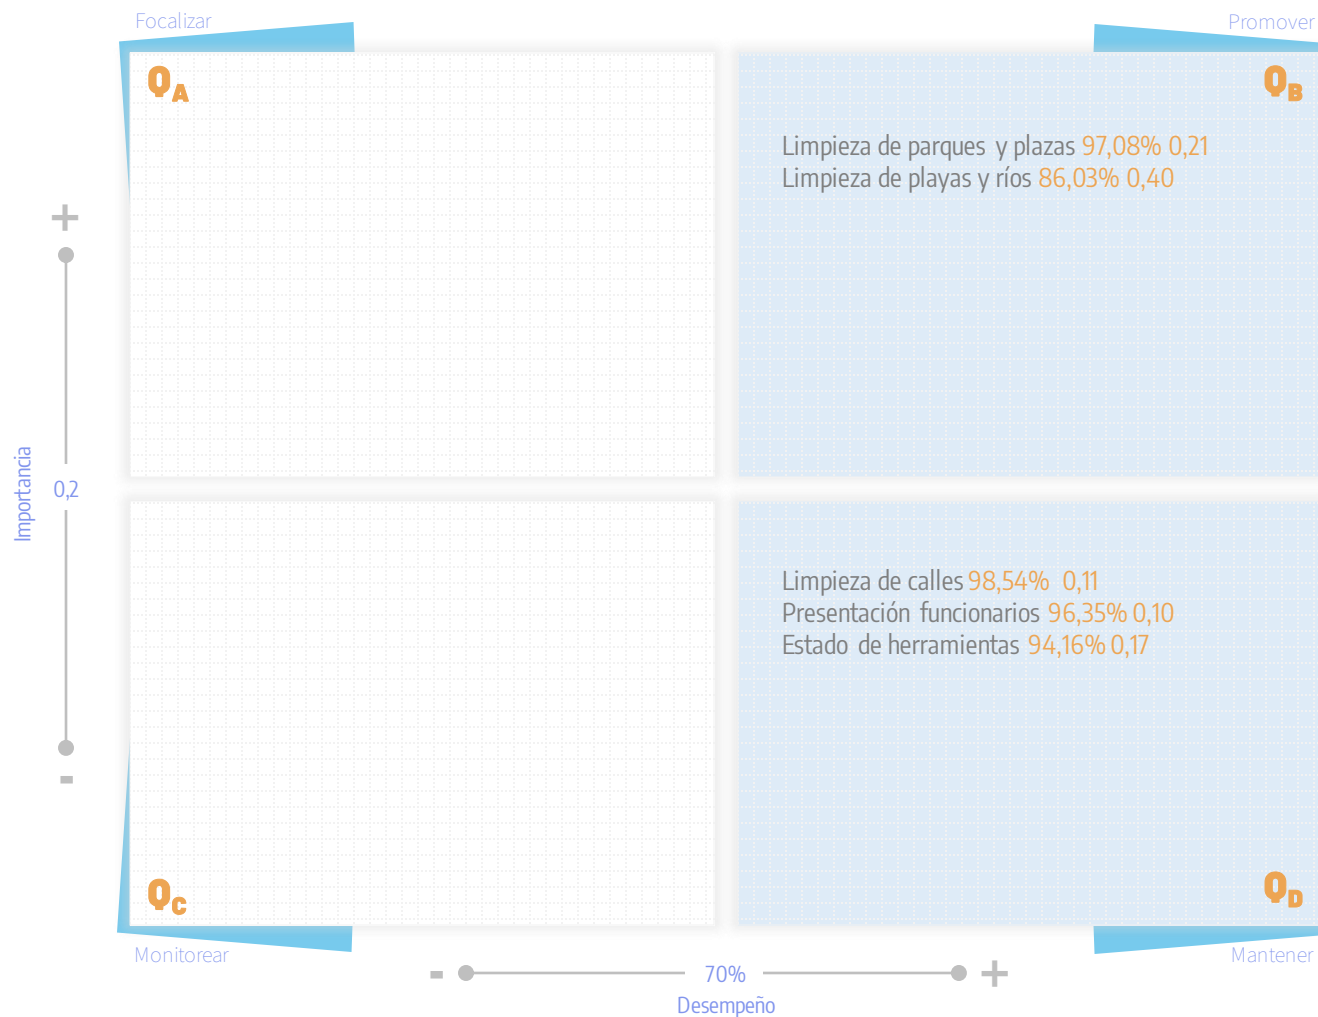 Focalizar
Promover
QA
QB
Limpieza de parques y plazas 97,08% 0,21
Limpieza de playas y ríos 86,03% 0,40
+
Importancia
0,2
Limpieza de calles 98,54% 0,11
Presentación funcionarios 96,35% 0,10
Estado de herramientas 94,16% 0,17
-
QC
QD
Monitorear
Mantener
- 70% +
Desempeño